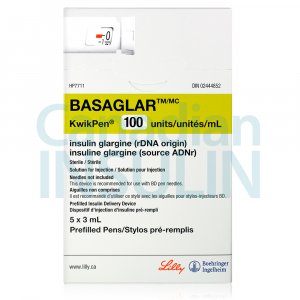 HP7711
DIN 02444852
BASAGLAR™/MC
KwikPen® 100 units/unités/mL
insulin glargine (rDNA origin)
insuline glargine (source ADNr)
Sterile / Stérile
Solution for Injection / Solution pour Injection
Needles not included
This device is recommended for use with BD pen needles.
Aiguilles non comprises
Il est recommandé d'utiliser ce style avec les aiguilles pour stylos-injecteurs BD.
Prefilled Insulin Delivery Device
Dispositif d'injection d'insuline pré-rempli
5 x 3 mL
Prefilled Pens/Stylos pré-remplis
www.lilly.ca
Lilly
Boehringer
Ingelheim
Canadian
INSULIN